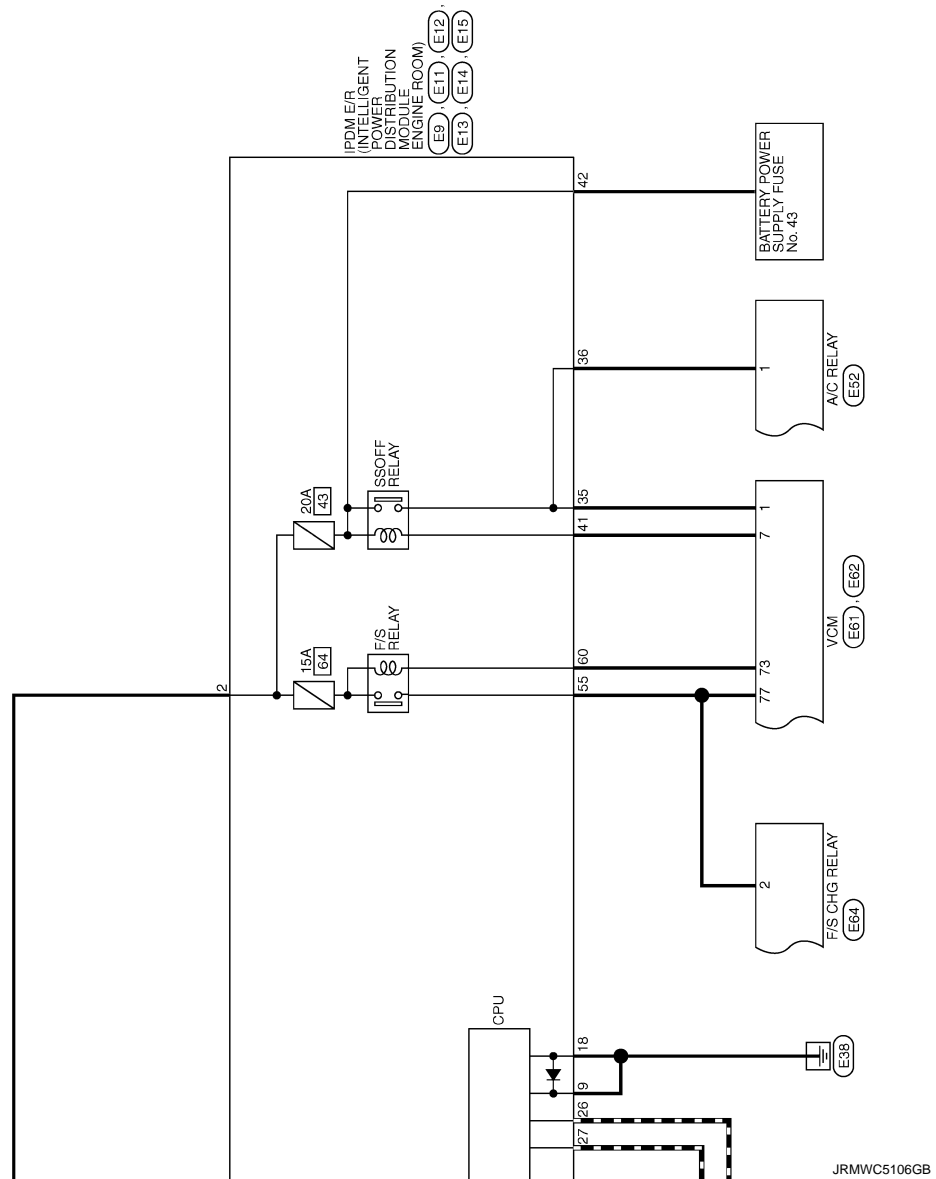 IPDM E/R
(INTELLIGENT
POWER
DISTRIBUTION
MODULE
ENGINE ROOM)
E9 , E11 , E12 ,
E13 , E14 , E15
42
BATTERY POWER
SUPPLY FUSE
No. 43
36
1
A/C RELAY
E52
SSOFF
RELAY
20A
43
35
41
1
7
VCM
E61 , E62
F/S
RELAY
15A
64
60
55
73
77
2
2
F/S CHG RELAY
E64
CPU
18
9
26
27
E38
JRMWC5106GB